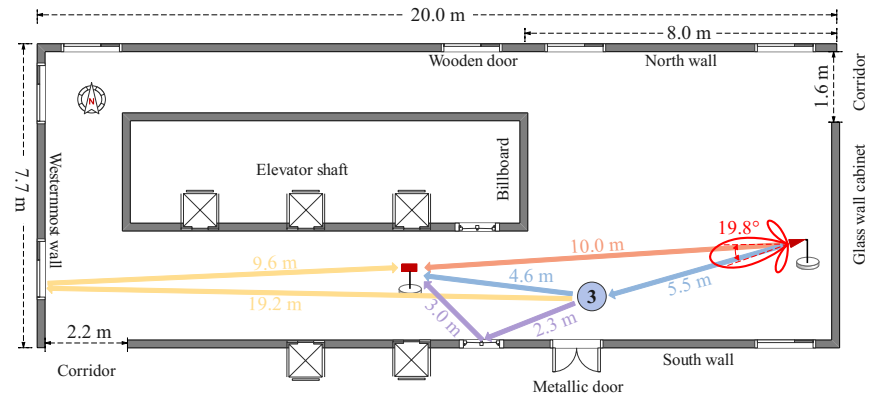 20.0 m
8.0 m
Wooden door
North wall
Corridor
1.6 m
N
7.7 m
Westernmost wall
Elevator shaft
Billboard
Glass wall cabinet
19.8°
10.0 m
9.6 m
4.6 m
5.5 m
3
19.2 m
3.0 m
2.3 m
2.2 m
South wall
Corridor
Metallic door